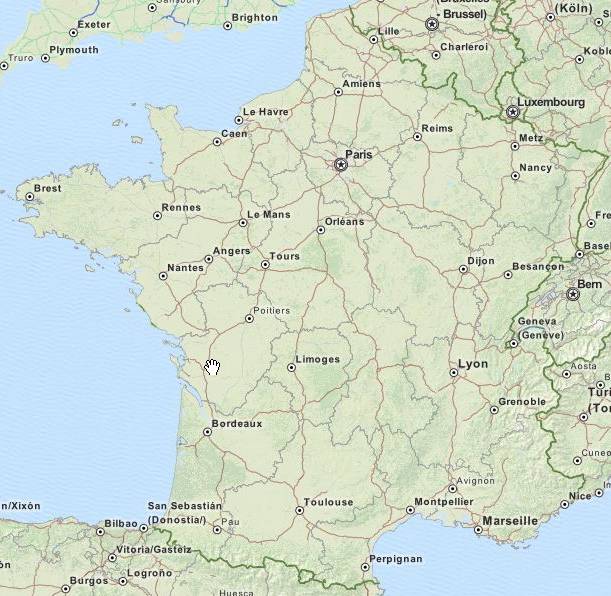 Salisbury
(Bruxelles
- Brussel)
(Köln)
Exeter
Brighton
Plymouth
Lille
Charleroi
Koblenz
Truro
Amiens
Luxembourg
Le Havre
Caen
Reims
Metz
Paris
Nancy
Brest
Rennes
Le Mans
Orléans
Fre
Angers
Tours
Basel
Nantes
Dijon
Besançon
Bern
Poitiers
Geneva
(Genève)
Limoges
Lyon
Aosta
Turi
(Tor
Grenoble
Bordeaux
Cuneo
Avignon
n/Xixón
San Sebastián
(Donostia/)
Toulouse
Montpellier
Nice
Im
Bilbao
Pau
Marseille
Vitoria/Gasteiz
Perpignan
Logroño
Burgos
Huesca